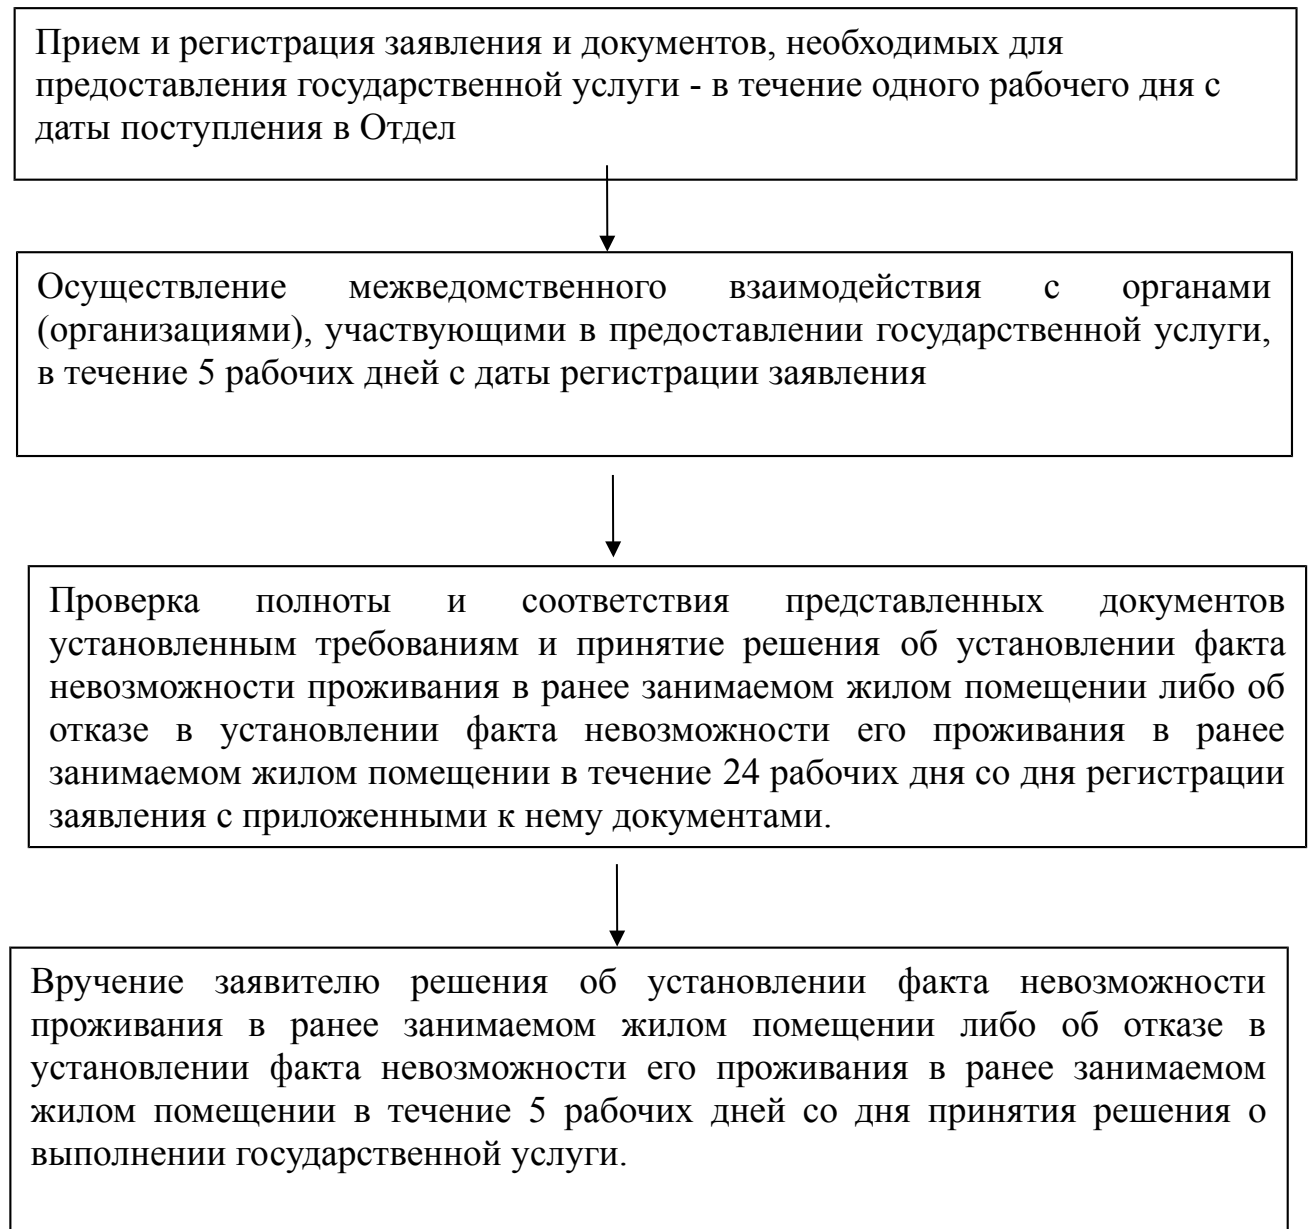 Прием и регистрация заявления и документов, необходимых для
предоставления государственной услуги - в течение одного рабочего дня с
даты поступления в Отдел
Осуществление межведомственного взаимодействия с органами
(организациями), участвующими в предоставлении государственной услуги,
в течение 5 рабочих дней с даты регистрации заявления
Проверка полноты и соответствия представленных документов
установленным требованиям и принятие решения об установлении факта
невозможности проживания в ранее занимаемом жилом помещении либо об
отказе в установлении факта невозможности его проживания в ранее
занимаемом жилом помещении в течение 24 рабочих дня со дня регистрации
заявления с приложенными к нему документами.
Вручение заявителю решения об установлении факта невозможности
проживания в ранее занимаемом жилом помещении либо об отказе в
установлении факта невозможности его проживания в ранее занимаемом
жилом помещении в течение 5 рабочих дней со дня принятия решения о
выполнении государственной услуги.